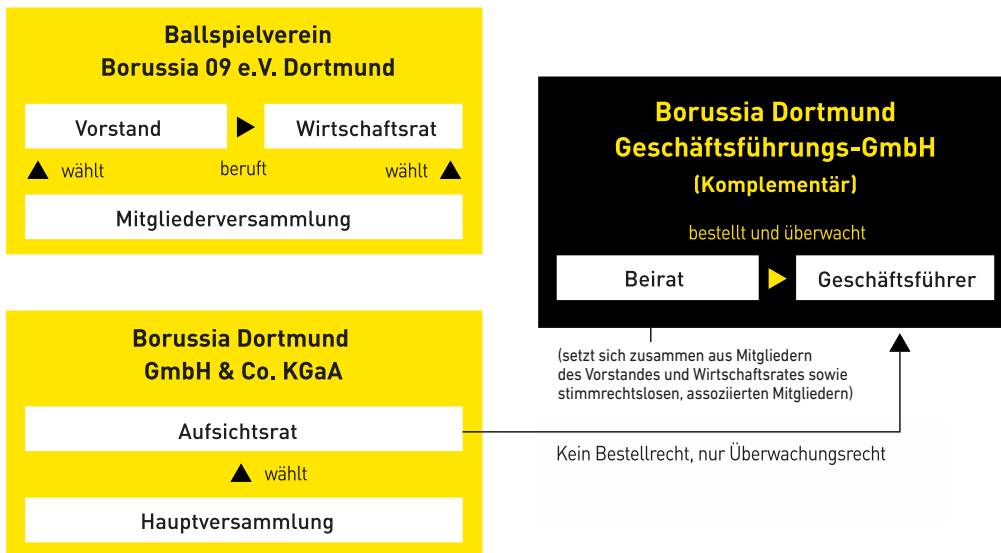 Ballspielverein
Borussia 09 e.V. Dortmund
Vorstand
Wirtschaftsrat
wählt
beruft
wählt
Mitgliederversammlung
Borussia Dortmund
Geschäftsführungs-GmbH
(Komplementär)
bestellt und überwacht
Beirat
Geschäftsführer
(setzt sich zusammen aus Mitgliedern
des Vorstandes und Wirtschaftsrates sowie
stimmrechtslosen, assoziierten Mitgliedern)
Borussia Dortmund
GmbH & Co. KGaA
Aufsichtsrat
Kein Bestellrecht, nur Überwachungsrecht
wählt
Hauptversammlung